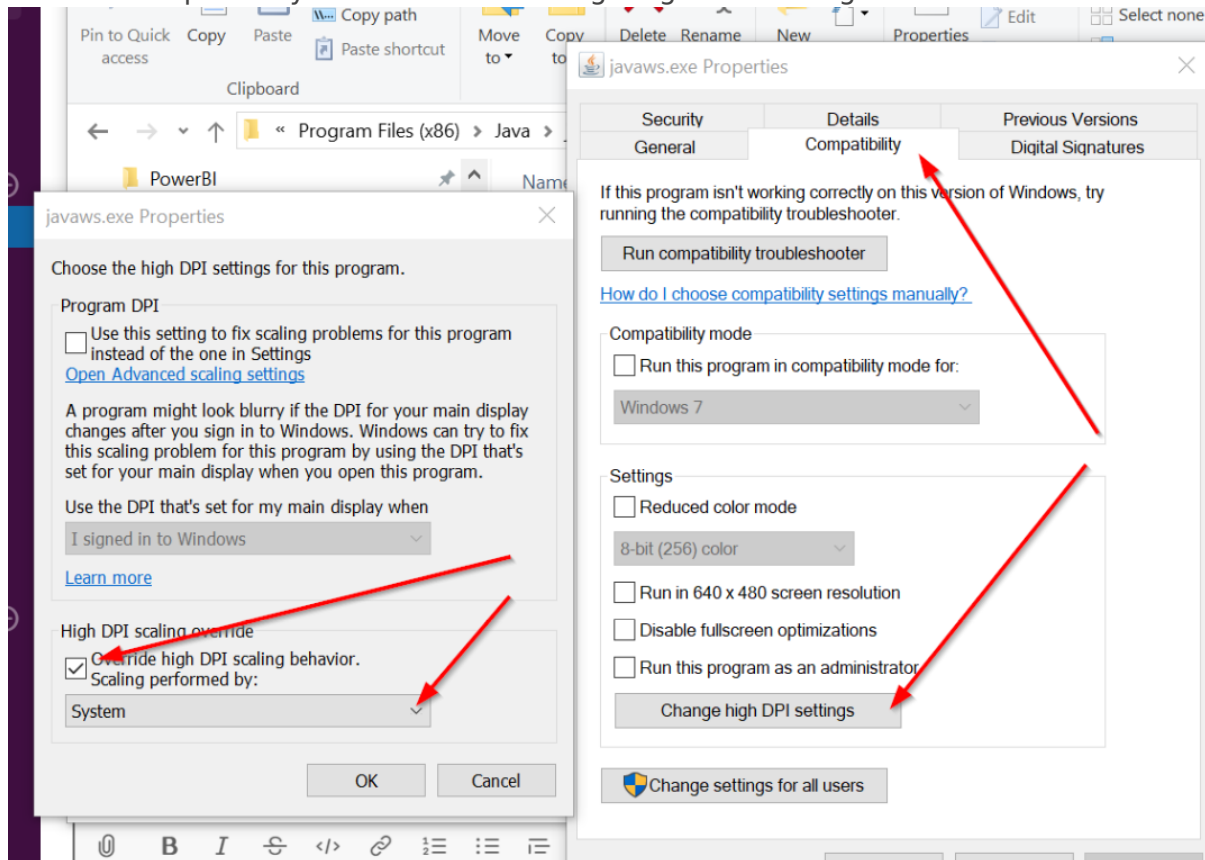 Copy path
Edit
Select none
Pin to Quick access
Copy
Paste
Paste shortcut
Move to
Copy to
Delete
Rename
New
Properties
Clipboard
« Program Files (x86) > Java >
PowerBI
Name
javaws.exe Properties
Choose the high DPI settings for this program.
Program DPI
Use this setting to fix scaling problems for this program
instead of the one in Settings
Open Advanced scaling settings
A program might look blurry if the DPI for your main display
changes after you sign in to Windows. Windows can try to fix
this scaling problem for this program by using the DPI that's
set for your main display when you open this program.
Use the DPI that's set for my main display when
I signed in to Windows
Learn more
High DPI scaling override
Override high DPI scaling behavior.
Scaling performed by:
System
OK
Cancel
javaws.exe Properties
Security
Details
Previous Versions
General
Compatibility
Digital Signatures
If this program isn't working correctly on this version of Windows, try
running the compatibility troubleshooter.
Run compatibility troubleshooter
How do I choose compatibility settings manually?
Compatibility mode
Run this program in compatibility mode for:
Windows 7
Settings
Reduced color mode
8-bit (256) color
Run in 640 x 480 screen resolution
Disable fullscreen optimizations
Run this program as an administrator
Change high DPI settings
Change settings for all users
B I S </>